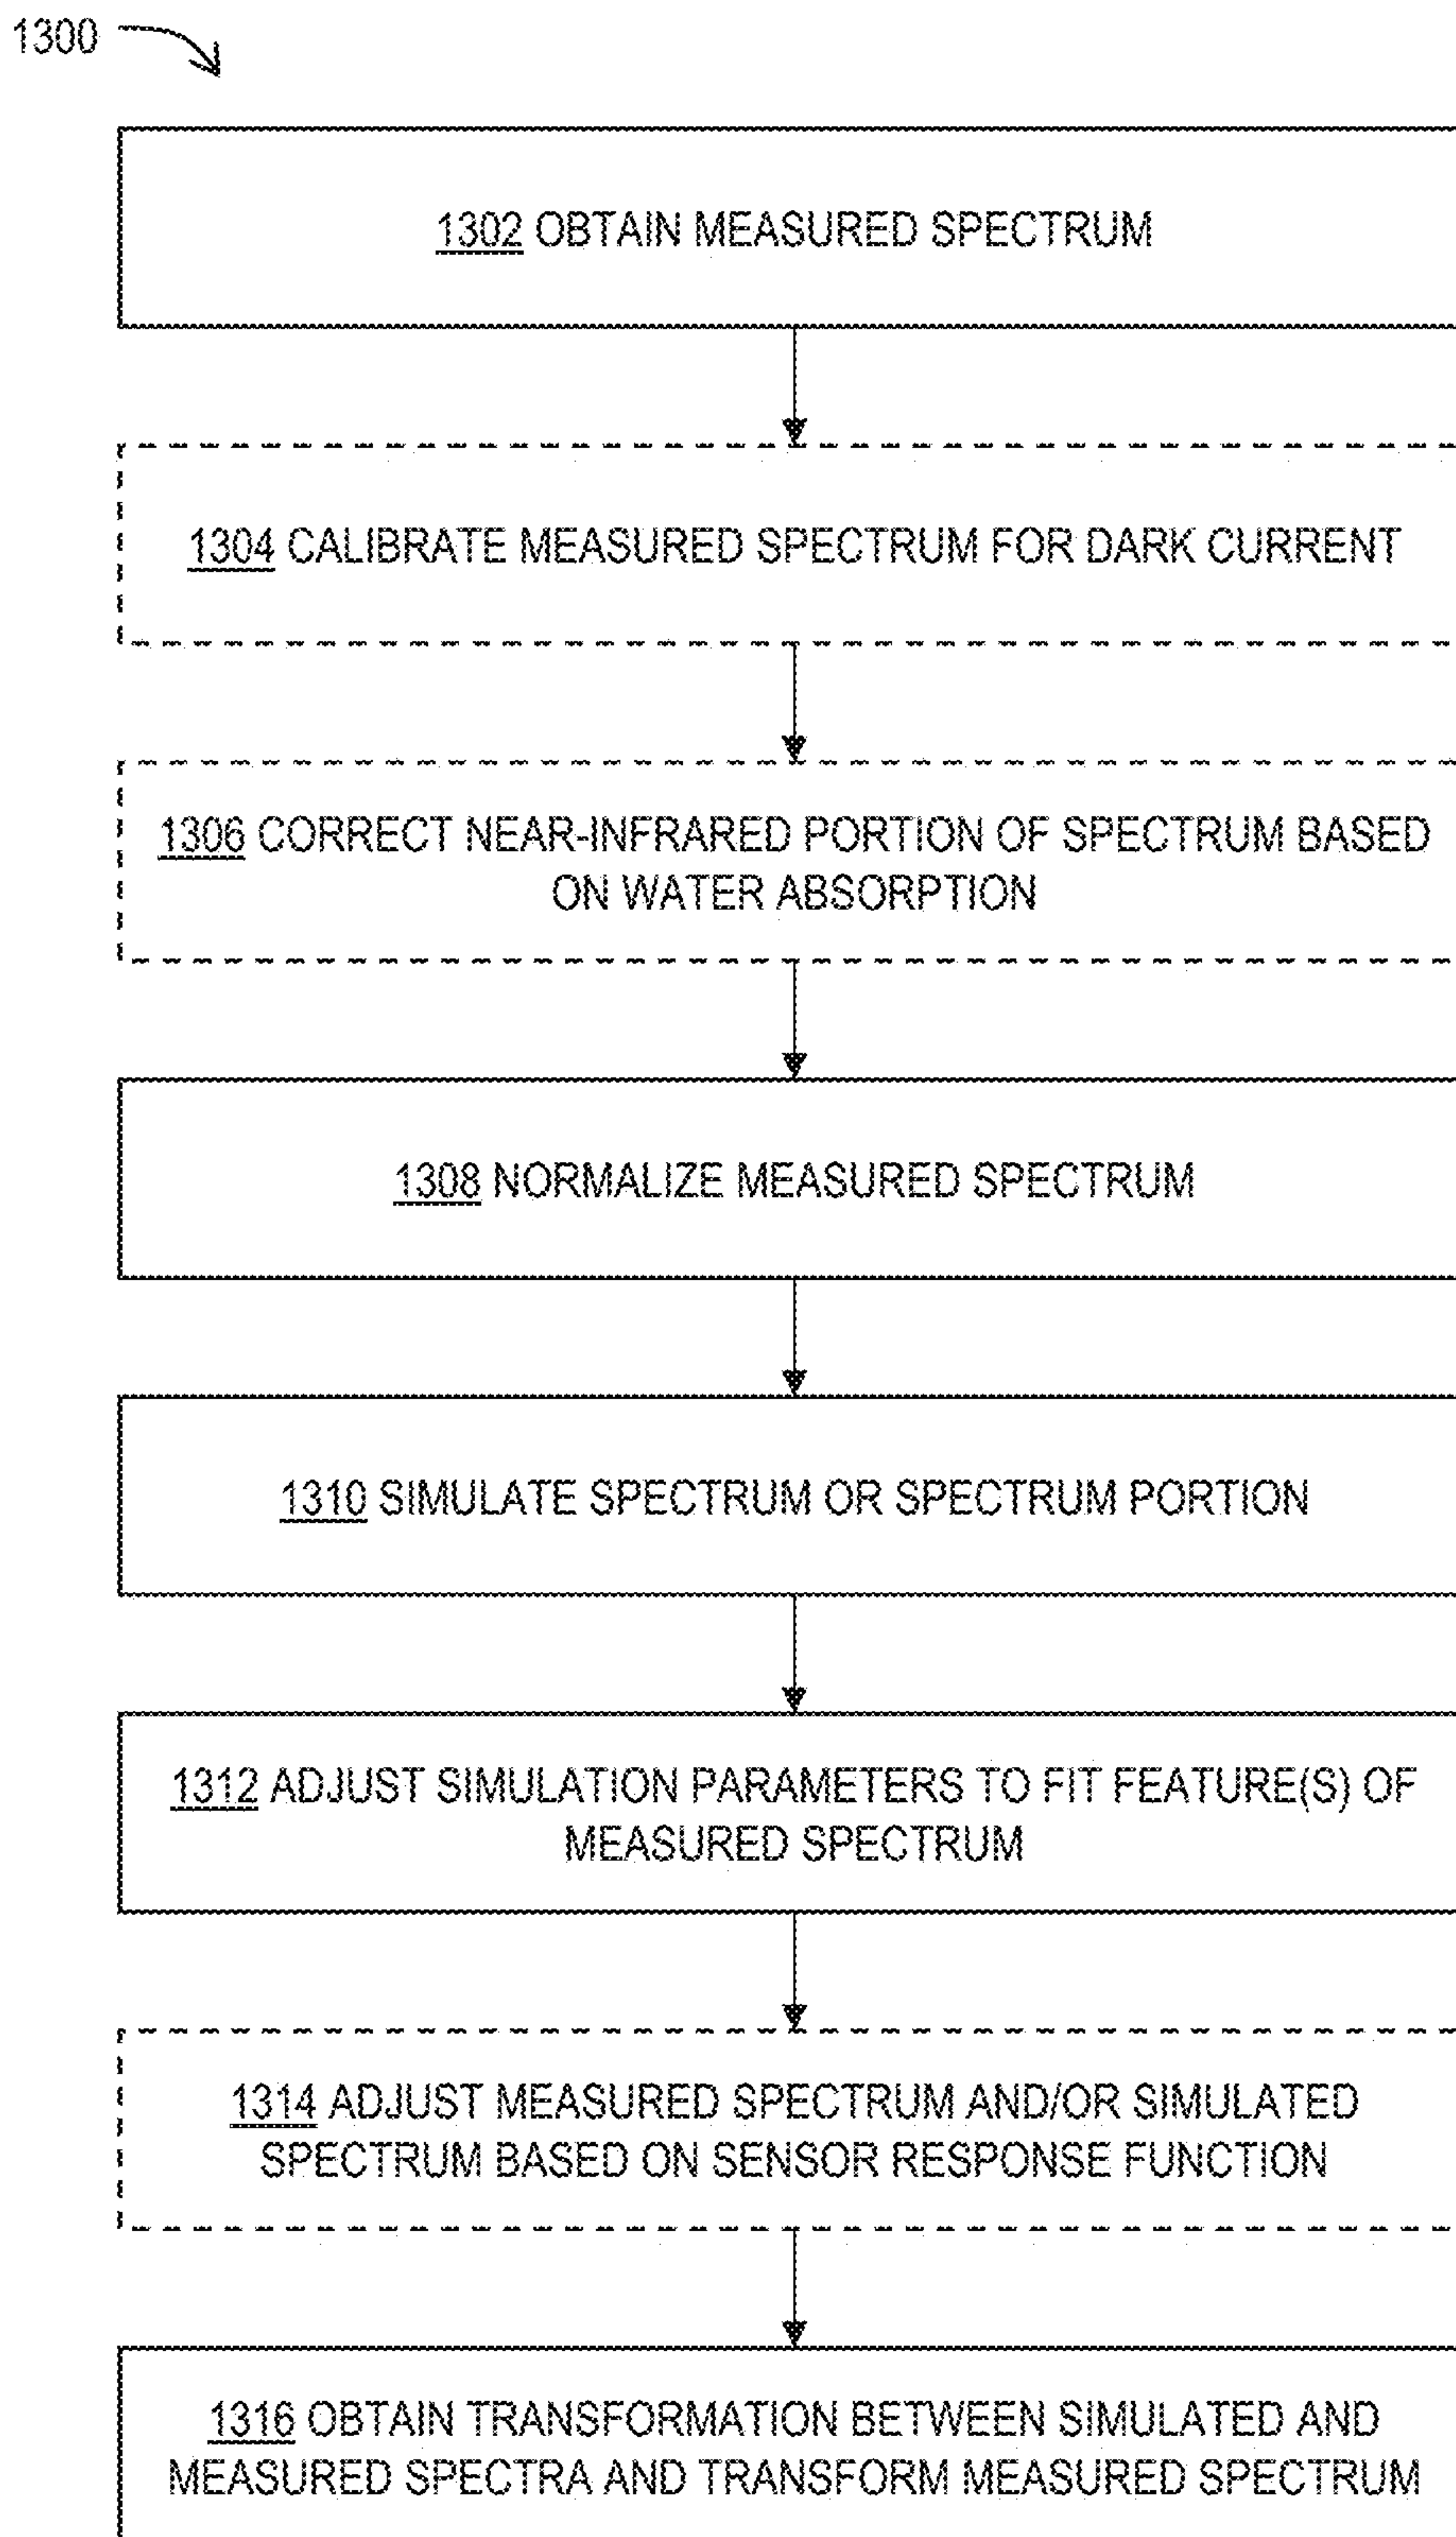 1300
1302 OBTAIN MEASURED SPECTRUM
1304 CALIBRATE MEASURED SPECTRUM FOR DARK CURRENT
1306 CORRECT NEAR-INFRARED PORTION OF SPECTRUM BASED
ON WATER ABSORPTION
1308 NORMALIZE MEASURED SPECTRUM
1310 SIMULATE SPECTRUM OR SPECTRUM PORTION
1312 ADJUST SIMULATION PARAMETERS TO FIT FEATURE(S) OF
MEASURED SPECTRUM
1314 ADJUST MEASURED SPECTRUM AND/OR SIMULATED
SPECTRUM BASED ON SENSOR RESPONSE FUNCTION
1316 OBTAIN TRANSFORMATION BETWEEN SIMULATED AND
MEASURED SPECTRA AND TRANSFORM MEASURED SPECTRUM